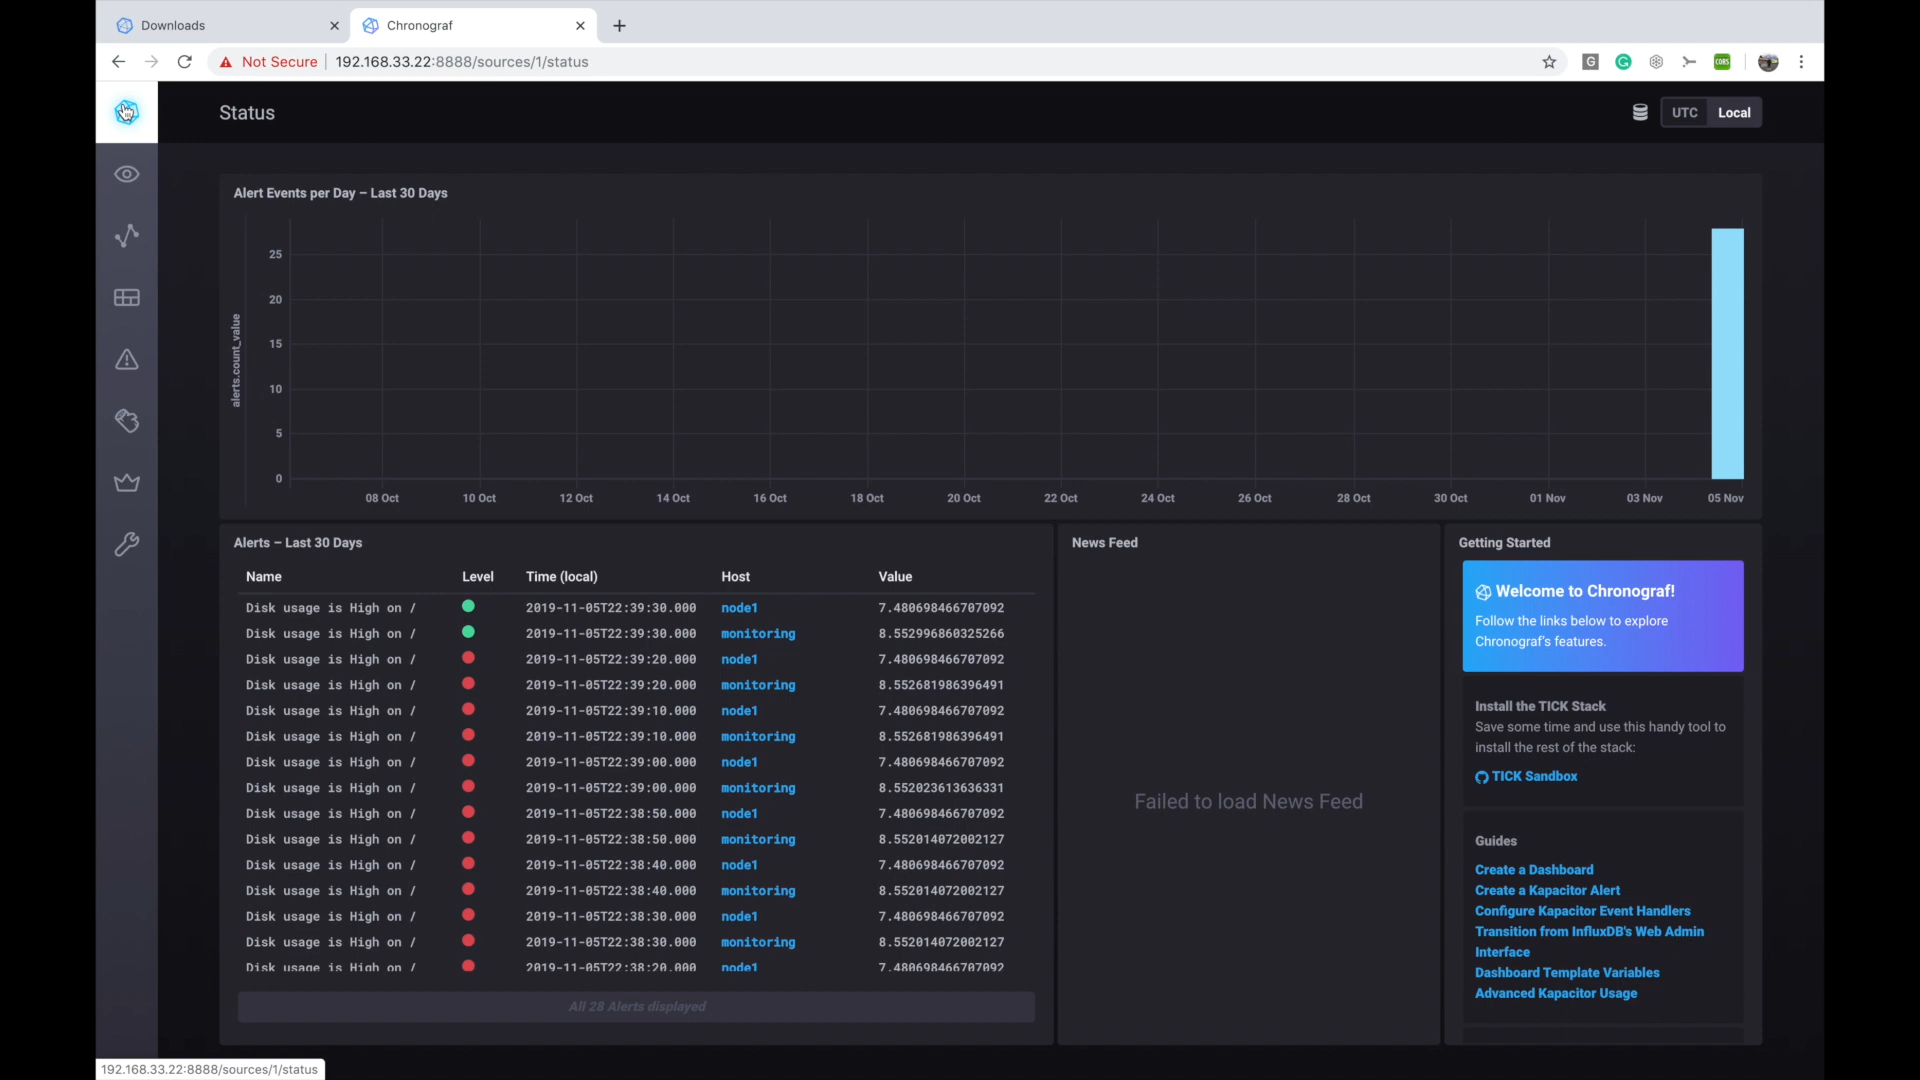 Downloads
Chronograf
Not Secure
192.168.33.22:8888/sources/1/status
G
CORS
Status
UTC
Local
Alert Events per Day – Last 30 Days
alerts.count_value
25
20
15
10
5
0
08 Oct
10 Oct
12 Oct
14 Oct
16 Oct
18 Oct
20 Oct
22 Oct
24 Oct
26 Oct
28 Oct
30 Oct
01 Nov
03 Nov
05 Nov
Alerts – Last 30 Days
Name Level Time (local) Host Value
Disk usage is High on / 2019-11-05T22:39:30.000 node1 7.480698466707092
Disk usage is High on / 2019-11-05T22:39:30.000 monitoring 8.552996860325266
Disk usage is High on / 2019-11-05T22:39:20.000 node1 7.480698466707092
Disk usage is High on / 2019-11-05T22:39:20.000 monitoring 8.552681986396491
Disk usage is High on / 2019-11-05T22:39:10.000 node1 7.480698466707092
Disk usage is High on / 2019-11-05T22:39:10.000 monitoring 8.552681986396491
Disk usage is High on / 2019-11-05T22:39:00.000 node1 7.480698466707092
Disk usage is High on / 2019-11-05T22:39:00.000 monitoring 8.552023613636331
Disk usage is High on / 2019-11-05T22:38:50.000 node1 7.480698466707092
Disk usage is High on / 2019-11-05T22:38:50.000 monitoring 8.552014072002127
Disk usage is High on / 2019-11-05T22:38:40.000 node1 7.480698466707092
Disk usage is High on / 2019-11-05T22:38:40.000 monitoring 8.552014072002127
Disk usage is High on / 2019-11-05T22:38:30.000 node1 7.480698466707092
Disk usage is High on / 2019-11-05T22:38:30.000 monitoring 8.552014072002127
Disk usage is High on / 2019-11-05T22:38:20.000 node1 7.480698466707092
All 28 Alerts displayed
News Feed
Failed to load News Feed
Getting Started
Welcome to Chronograf!
Follow the links below to explore
Chronograf's features.
Install the TICK Stack
Save some time and use this handy tool to
install the rest of the stack:
TICK Sandbox
Guides
Create a Dashboard
Create a Kapacitor Alert
Configure Kapacitor Event Handlers
Transition from InfluxDB's Web Admin
Interface
Dashboard Template Variables
Advanced Kapacitor Usage
192.168.33.22:8888/sources/1/status